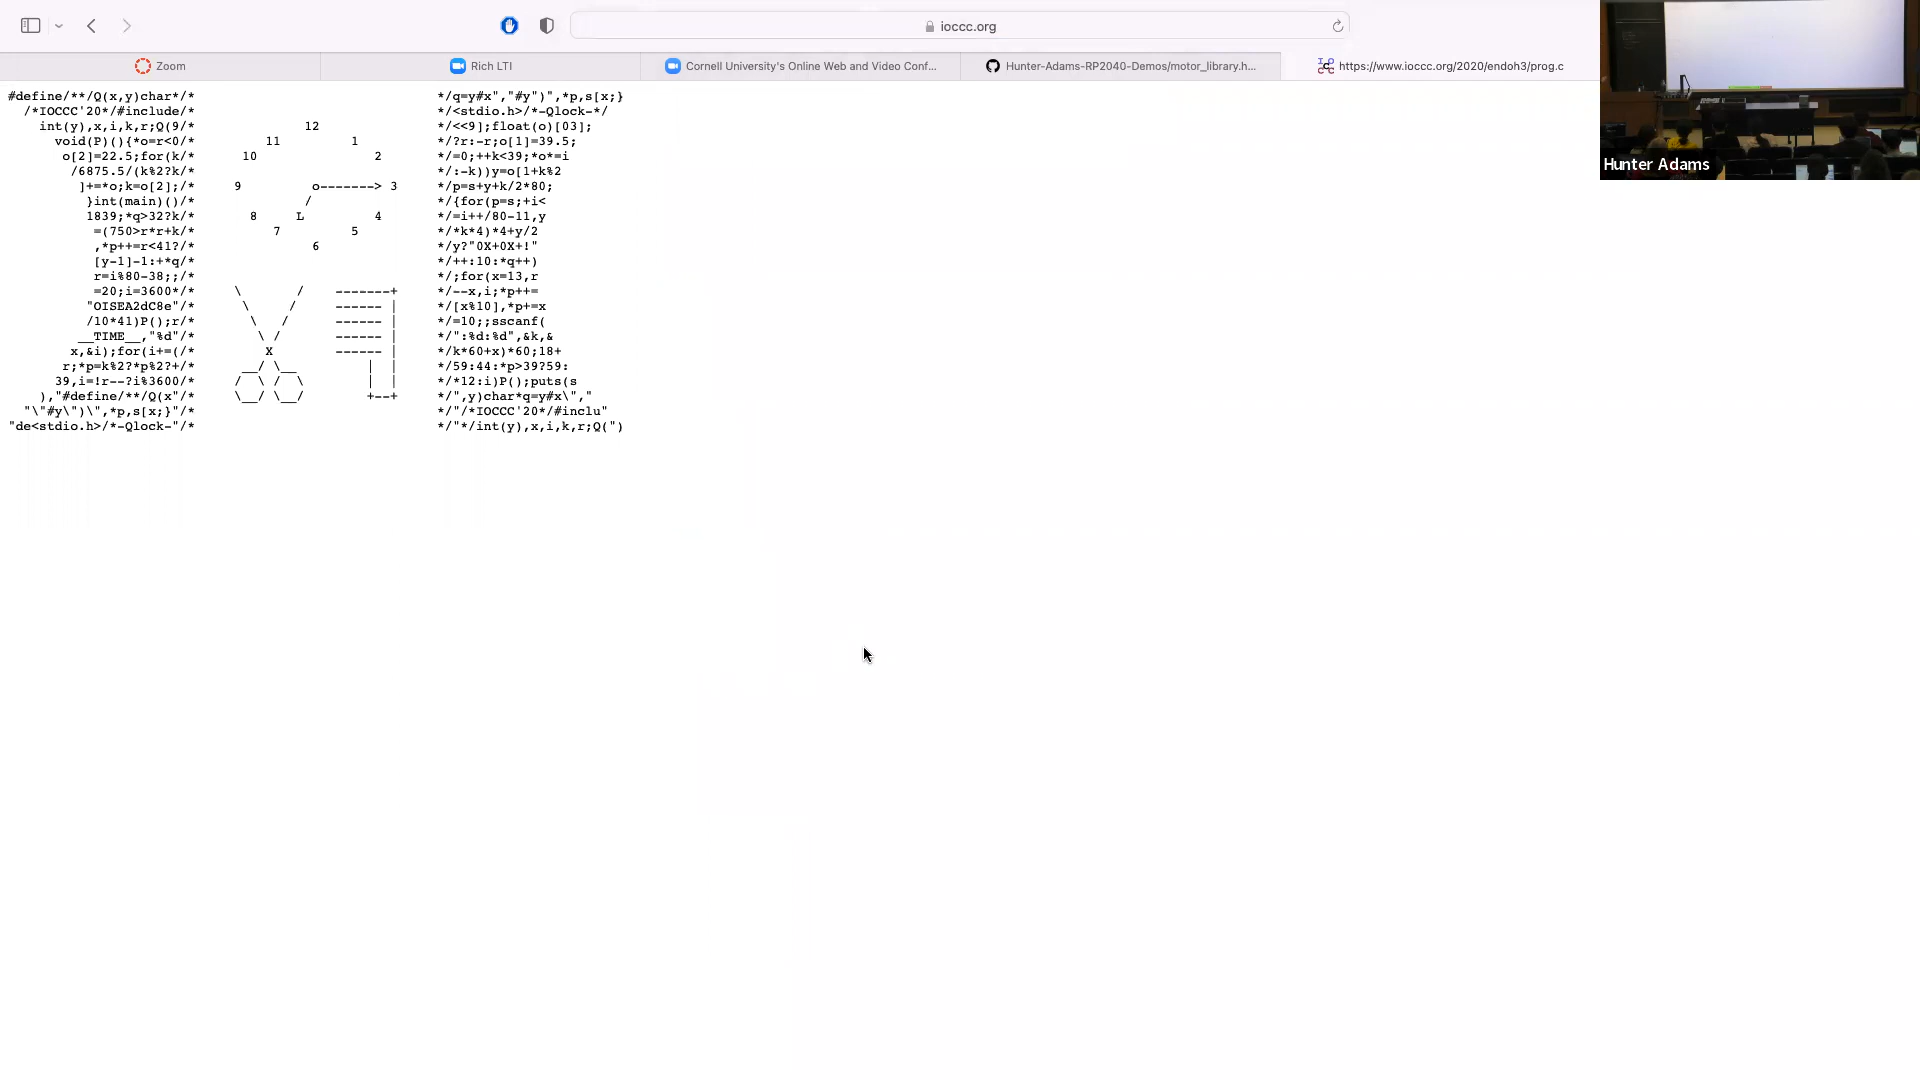 ioccc.org
Zoom
Rich LTI
Cornell University's Online Web and Video Conf...
Hunter-Adams-RP2040-Demos/motor_library.h...
https://www.ioccc.org/2020/endoh3/prog.c
Hunter Adams
#define/**/Q(x,y)char*/* */q=y#x","#y")",*p,s[x;}
/*IOCCC'20*/#include/* */<stdio.h>/*-Qlock-*/
int(y),x,i,k,r;Q(9/* 12 */<<9];float(o)[03];
void(P)(){*o=r<0/* 11 1 */?r:-r;o[1]=39.5;
o[2]=22.5;for(k/* 10 2 */=0;++k<39;*o*=i
/6875.5/(k%2?k/* */:-k))y=o[1+k%2
]+=*o;k=o[2];/* 9 o-------> 3 */p=s+y+k/2*80;
}int(main)()/* / */{for(p=s;+i<
1839;*q>32?k/* 8 L 4 */=i++/80-11,y
=(750>r*r+k/* 7 5 */*k*4)*4+y/2
,*p++=r<41?/* 6 */y?"0X+0X+!"
[y-1]-1:+*q/* */++:10:*q++)
r=i%80-38;;/* */;for(x=13,r
=20;i=3600*/* \ / -------+ */--x,i;*p++=
"OISEA2dC8e"/* \ / ------ | */[x%10],*p+=x
/10*41)P();r/* \ / ------ | */=10;;sscanf(
__TIME__,"%d"/* \ / ------ | */":%d:%d",&k,&
x,&i);for(i+=(/* X ------ | */k*60+x)*60;18+
r;*p=k%2?*p%2?+/* __/ \__ | | */59:44:*p>39?59:
39,i=!r--?i%3600/* / \ / \ | | */*12:i)P();puts(s
),"#define/**/Q(x"/* \__/ \__/ +--+ */",y)char*q=y#x\","
"\"#y\")\",*p,s[x;}"/* */"/*IOCCC'20*/#inclu"
"de<stdio.h>/*-Qlock-"/* */"*/int(y),x,i,k,r;Q(")